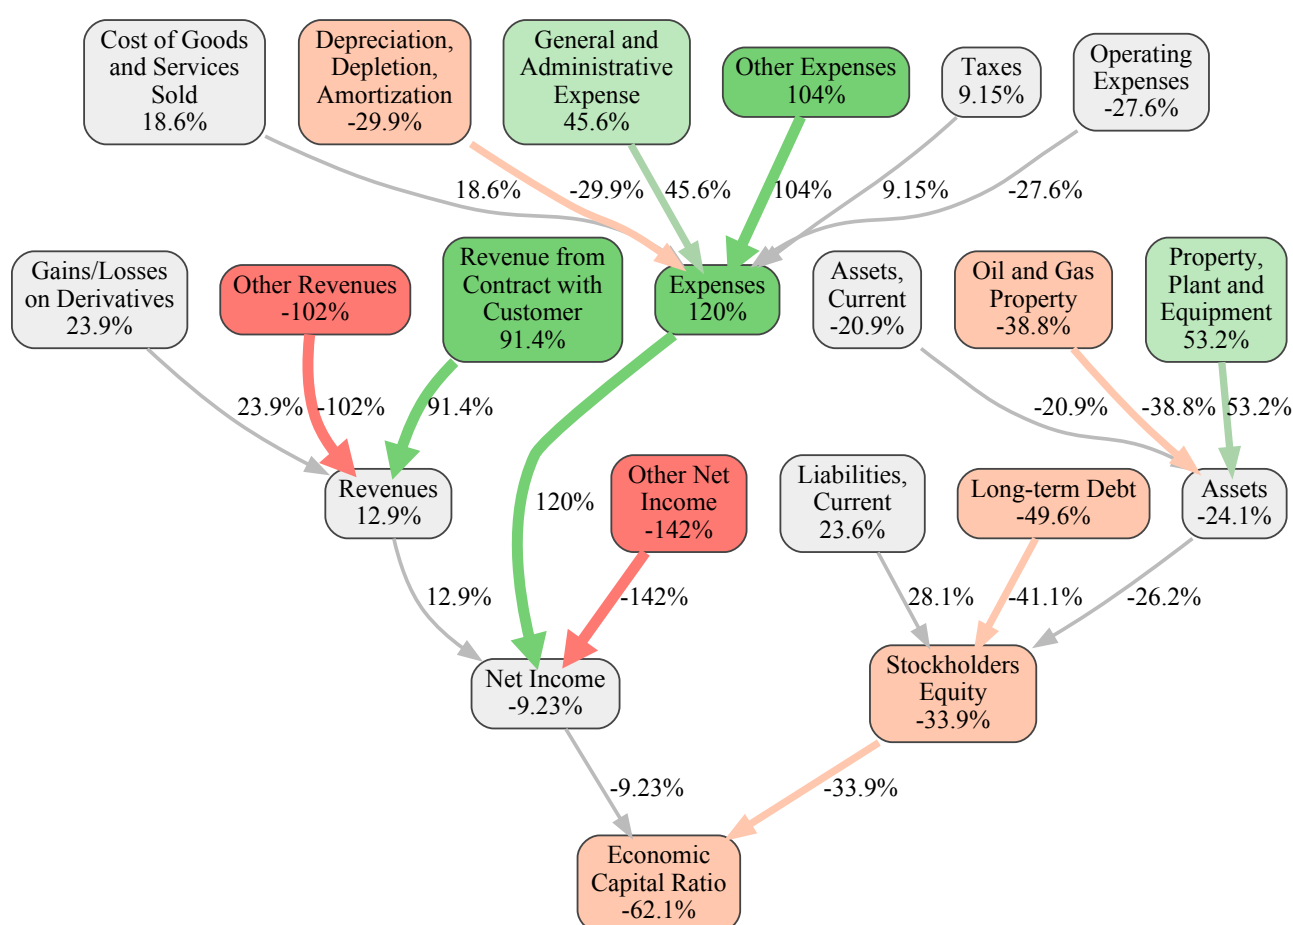 Cost of Goods
and Services
Sold
18.6%
Depreciation,
Depletion,
Amortization
-29.9%
General and
Administrative
Expense
45.6%
Other Expenses
104%
Taxes
9.15%
Operating
Expenses
-27.6%
18.6%
-29.9%
45.6%
104%
9.15%
-27.6%
Gains/Losses
on Derivatives
23.9%
Other Revenues
-102%
Revenue from
Contract with
Customer
91.4%
Expenses
120%
Assets,
Current
-20.9%
Oil and Gas
Property
-38.8%
Property,
Plant and
Equipment
53.2%
23.9%
-102%
91.4%
-20.9%
-38.8%
53.2%
Revenues
12.9%
120%
Other Net
Income
-142%
Liabilities,
Current
23.6%
Long-term Debt
-49.6%
Assets
-24.1%
12.9%
-142%
28.1%
-41.1%
-26.2%
Net Income
-9.23%
Stockholders
Equity
-33.9%
-9.23%
-33.9%
Economic
Capital Ratio
-62.1%